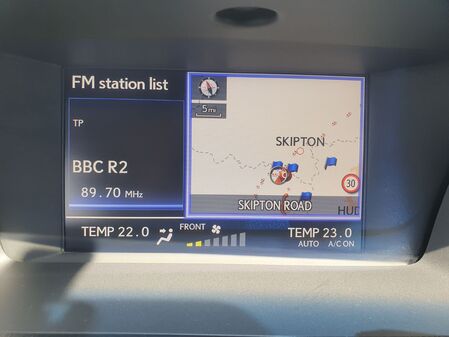 FM station list
TP
BBC R2
89.70 MHz
5mi
SKIPTON
30
SKIPTON ROAD
HUD
TEMP 22.0
FRONT
TEMP 23.0
AUTO A/C ON